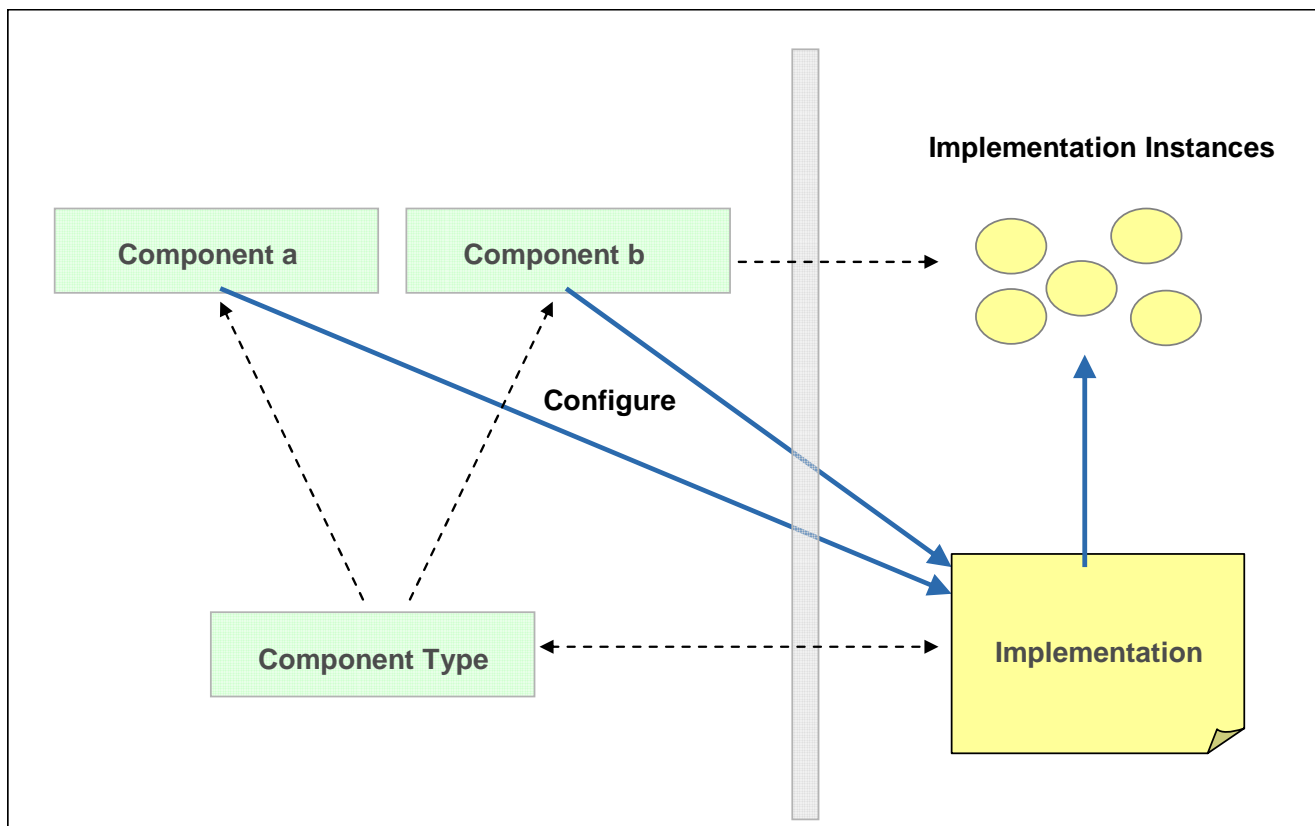 Implementation Instances
Component a
Component b
Configure
Component Type
Implementation